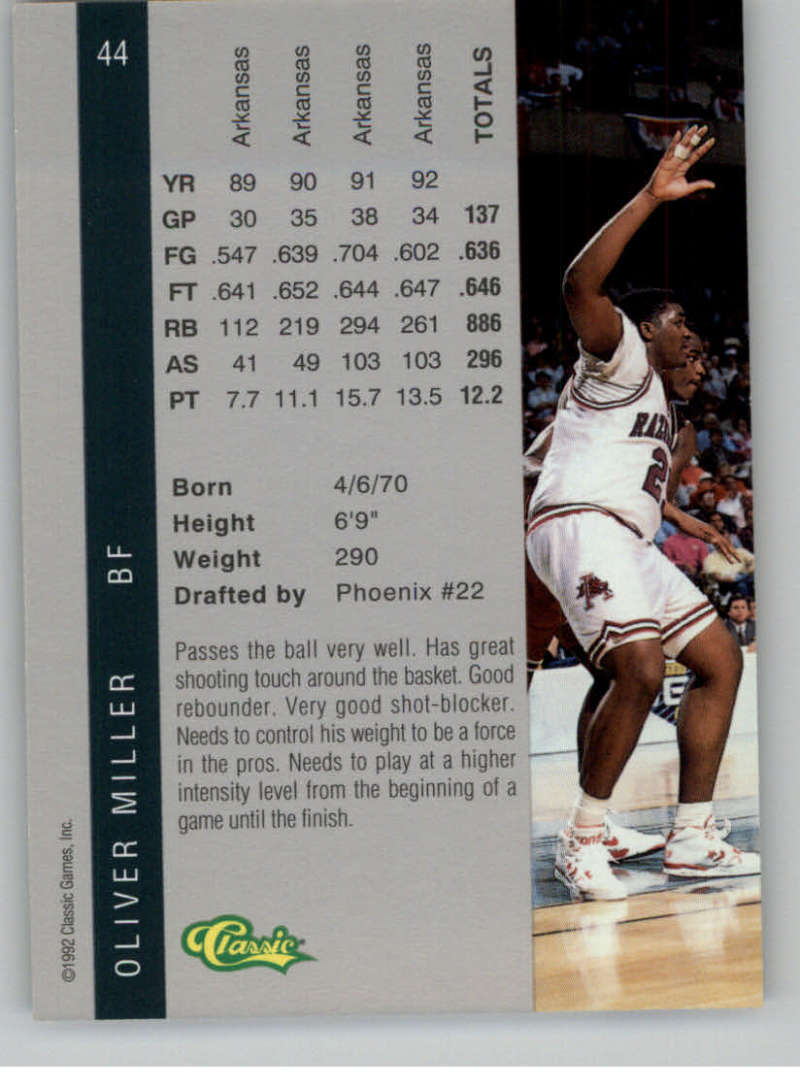 44
Arkansas Arkansas Arkansas Arkansas TOTALS
YR 89 90 91 92
GP 30 35 38 34 137
FG .547 .639 .704 .602 .636
FT .641 .652 .644 .647 .646
RB 112 219 294 261 886
AS 41 49 103 103 296
PT 7.7 11.1 15.7 13.5 12.2
Born 4/6/70
Height 6'9"
Weight 290
Drafted by Phoenix #22
Passes the ball very well. Has great
shooting touch around the basket. Good
rebounder. Very good shot-blocker.
Needs to control his weight to be a force
in the pros. Needs to play at a higher
intensity level from the beginning of a
game until the finish.
OLIVER MILLER BF
©1992 Classic Games, Inc.
Classic